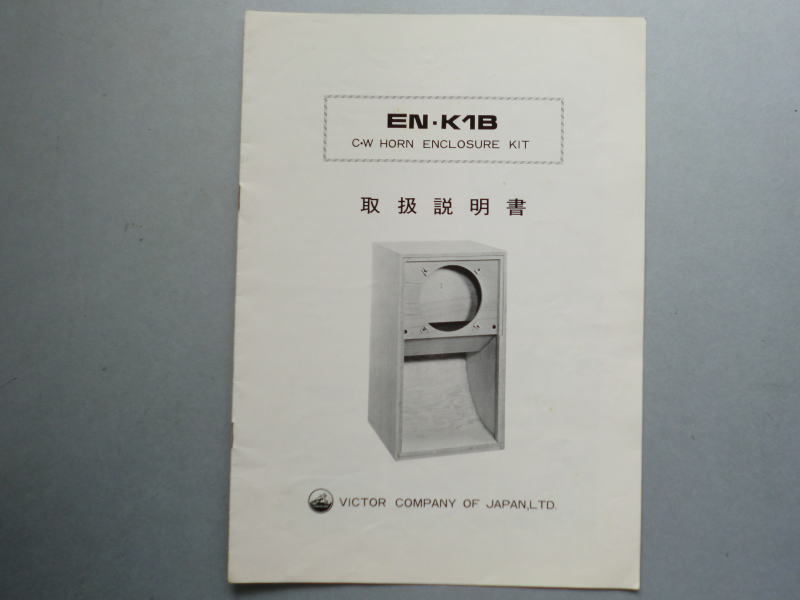 EN·K1B
C·W HORN ENCLOSURE KIT
取扱説明書
VICTOR COMPANY OF JAPAN,LTD.